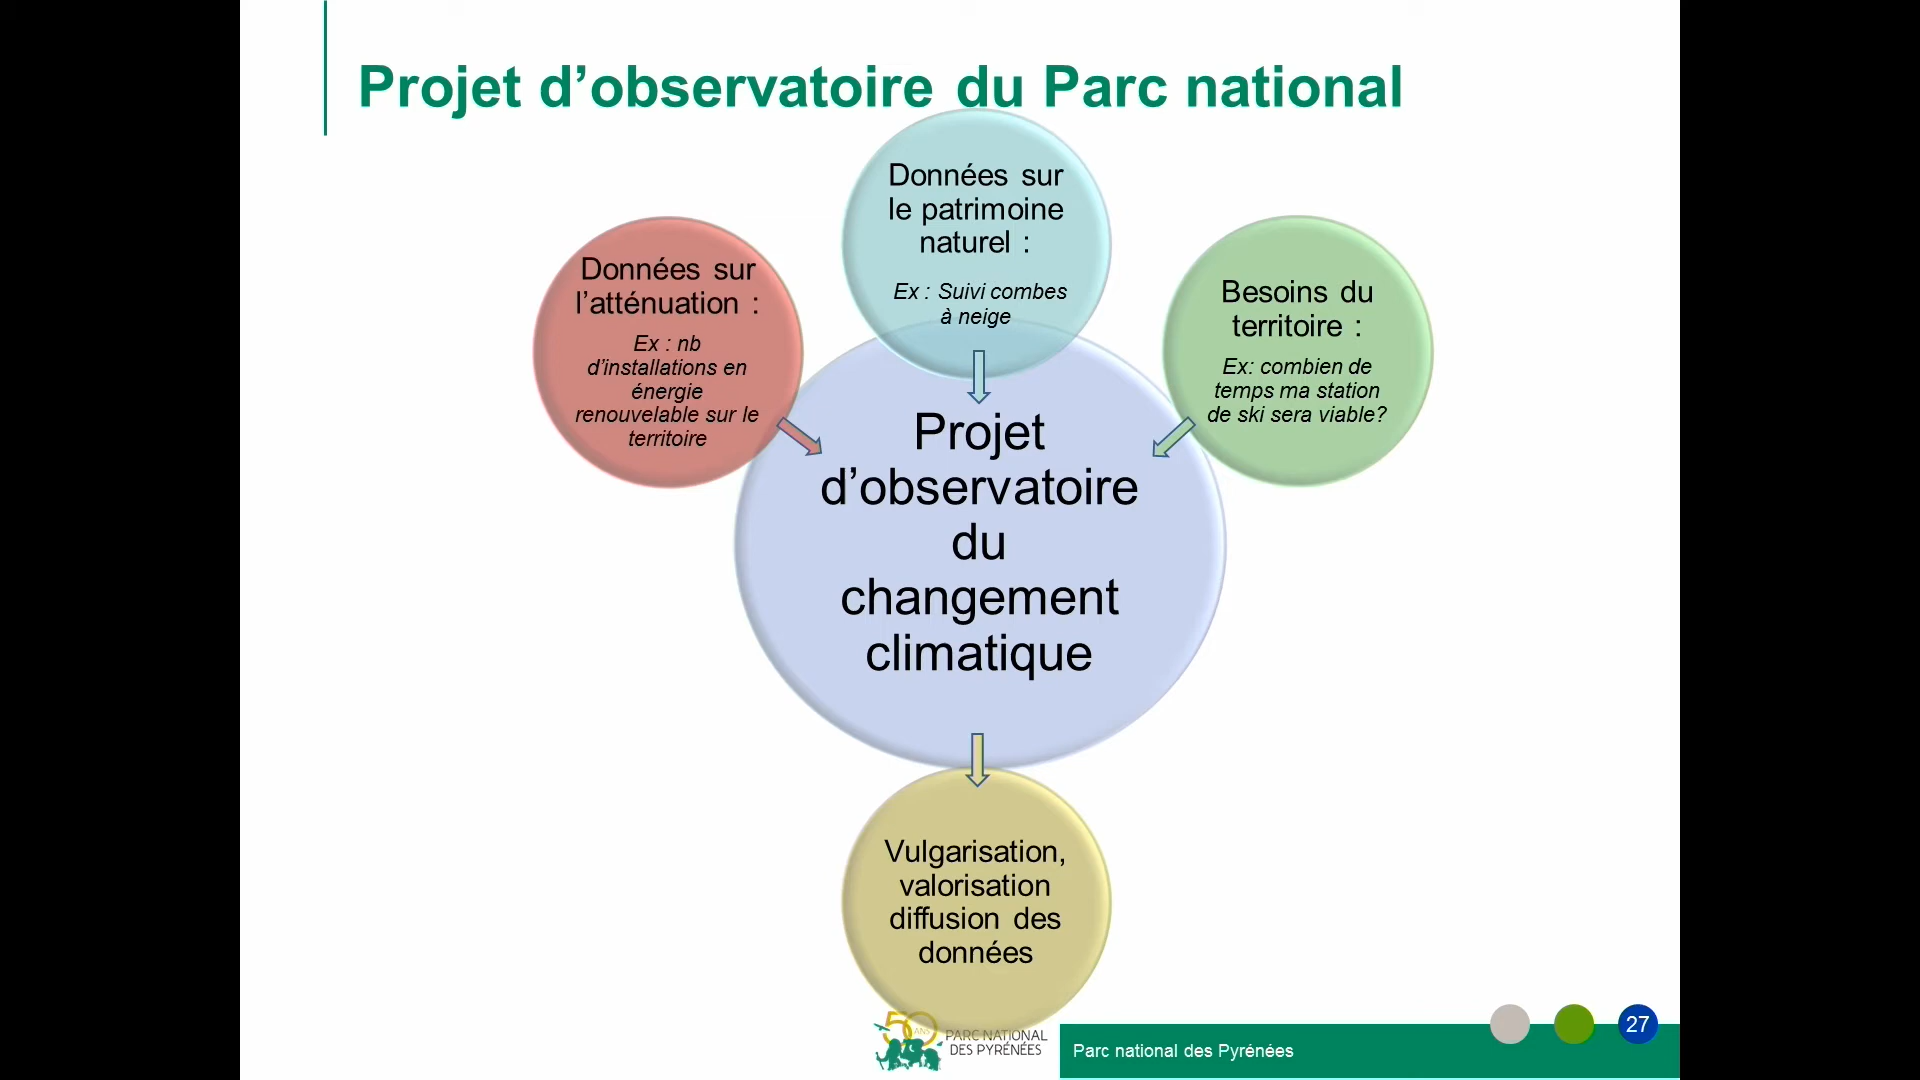 Projet d’observatoire du Parc national
Données sur
le patrimoine
naturel :
Ex : Suivi combes
à neige
Données sur
l’atténuation :
Ex : nb
d’installations en
énergie
renouvelable sur le
territoire
Besoins du
territoire :
Ex: combien de
temps ma station
de ski sera viable?
Projet
d’observatoire
du
changement
climatique
Vulgarisation,
valorisation
diffusion des
données
50
ANS
PARC NATIONAL
DES PYRÉNÉES
Parc national des Pyrénées
27